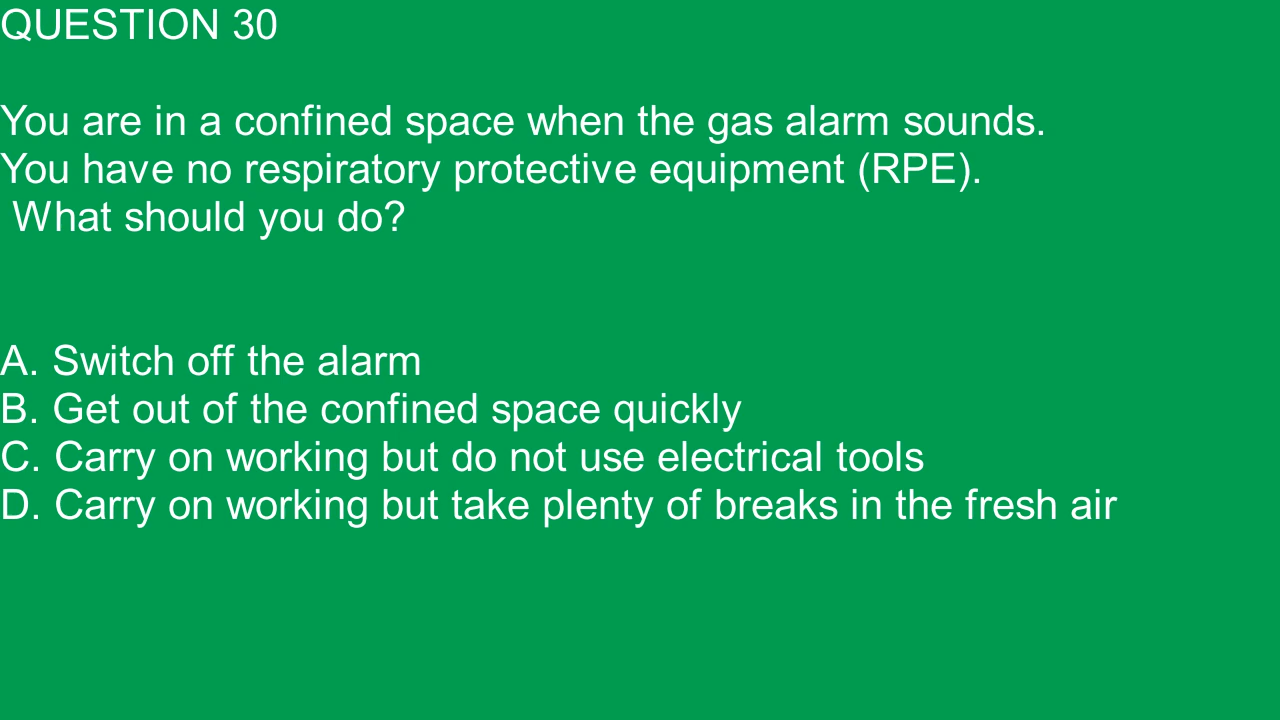 QUESTION 30
You are in a confined space when the gas alarm sounds.
You have no respiratory protective equipment (RPE).
What should you do?
A. Switch off the alarm
B. Get out of the confined space quickly
C. Carry on working but do not use electrical tools
D. Carry on working but take plenty of breaks in the fresh air